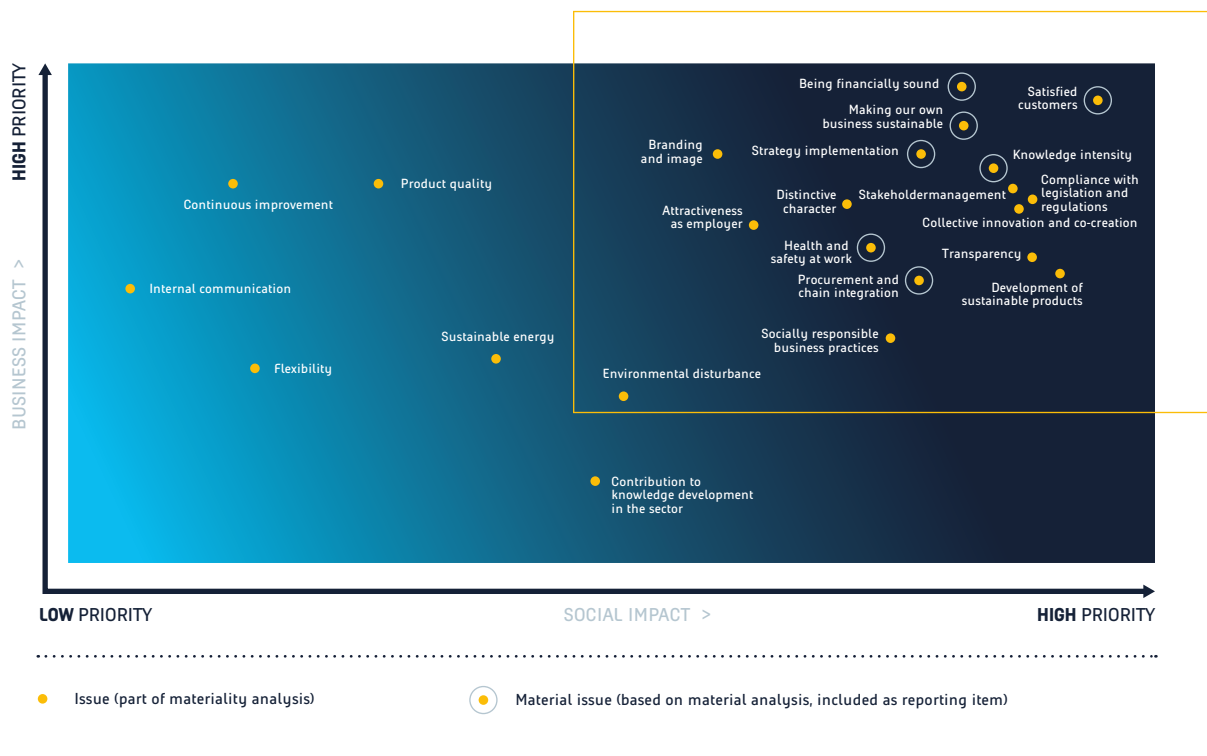 HIGH PRIORITY
BUSINESS IMPACT >
Being financially sound
Satisfied
customers
Making our own
business sustainable
Branding
and image
Strategy implementation
Knowledge intensity
Continuous improvement
Product quality
Distinctive
character
Stakeholdermanagement
Compliance with
legislation and
regulations
Attractiveness
as employer
Collective innovation and co-creation
Health and
safety at work
Transparency
Internal communication
Procurement and
chain integration
Development of
sustainable products
Sustainable energy
Socially responsible
business practices
Flexibility
Environmental disturbance
Contribution to
knowledge development
in the sector
LOW PRIORITY
SOCIAL IMPACT >
HIGH PRIORITY
Issue (part of materiality analysis)
Material issue (based on material analysis, included as reporting item)